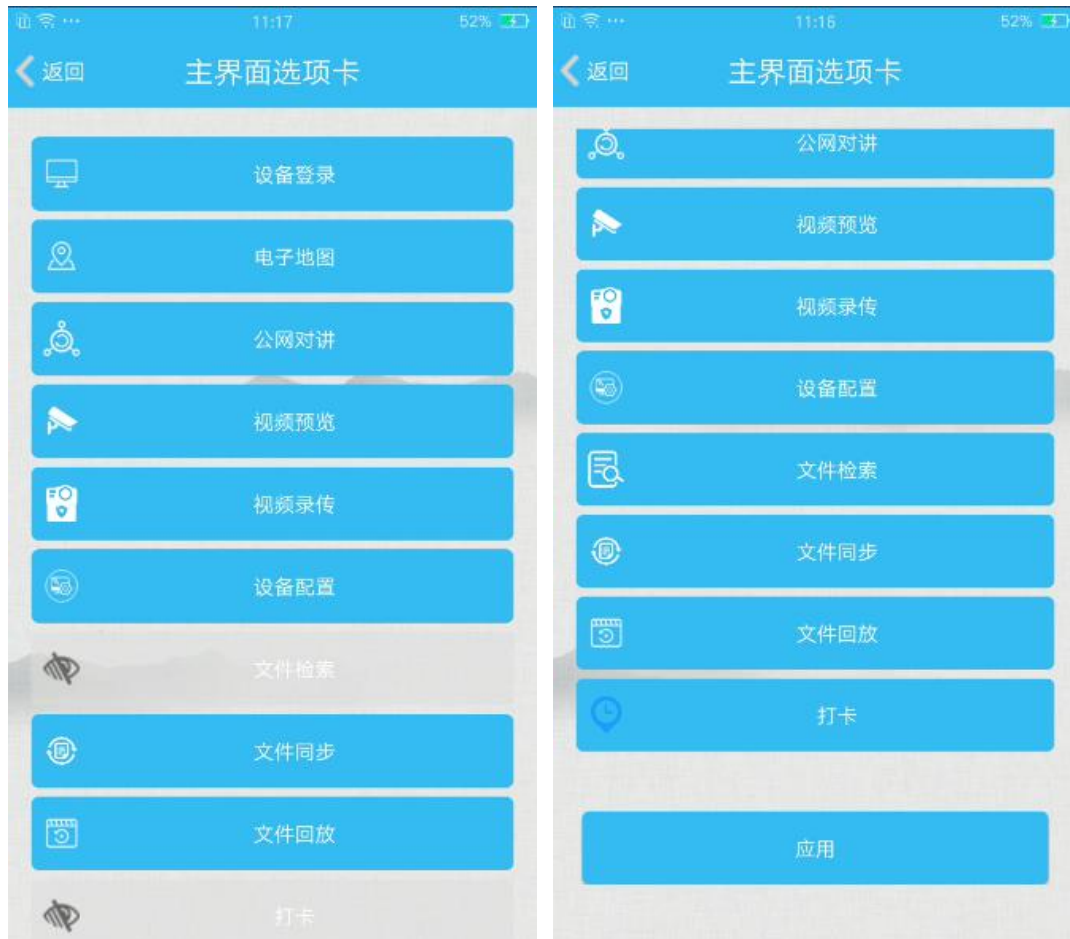 11:17
52%
返回
主界面选项卡
设备登录
电子地图
公网对讲
视频预览
视频录传
设备配置
文件检索
文件同步
文件回放
打卡
11:16
52%
返回
主界面选项卡
公网对讲
视频预览
视频录传
设备配置
文件检索
文件同步
文件回放
打卡
应用